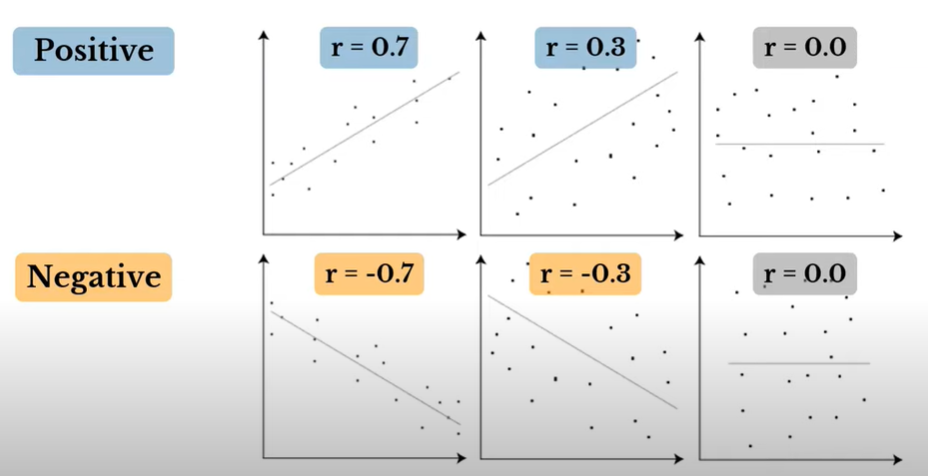 Positive
r = 0.7
r = 0.3
r = 0.0
Negative
r = -0.7
r = -0.3
r = 0.0